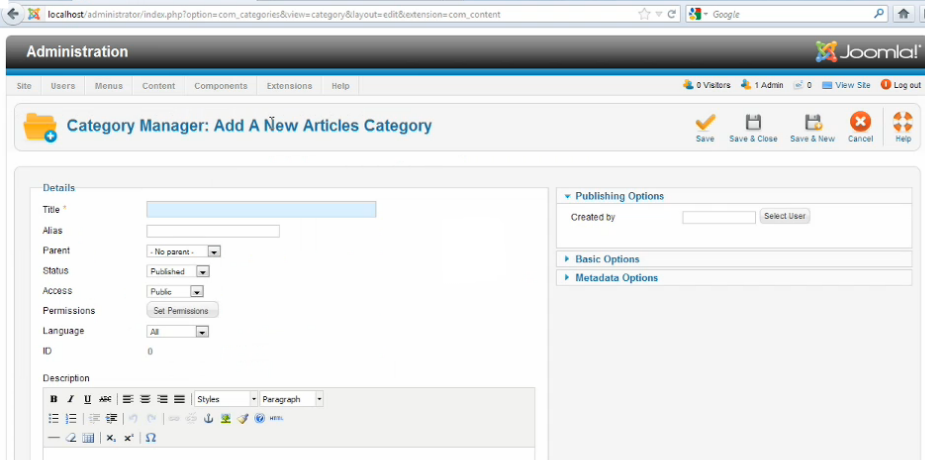 localhost/administrator/index.php?option=com_categories&view=category&layout=edit&extension=com_content Google
Administration Joomla!
Site Users Menus Content Components Extensions Help 0 Visitors 1 Admin 0 View Site Log out
Category Manager: Add A New Articles Category
Save Save & Close Save & New Cancel Help
Details
Title *
Alias
Parent - No parent -
Status Published
Access Public
Permissions Set Permissions
Language All
ID 0
Description
B I U ABC Styles Paragraph
HTML
x, x² Ω
Publishing Options
Created by Select User
Basic Options
Metadata Options